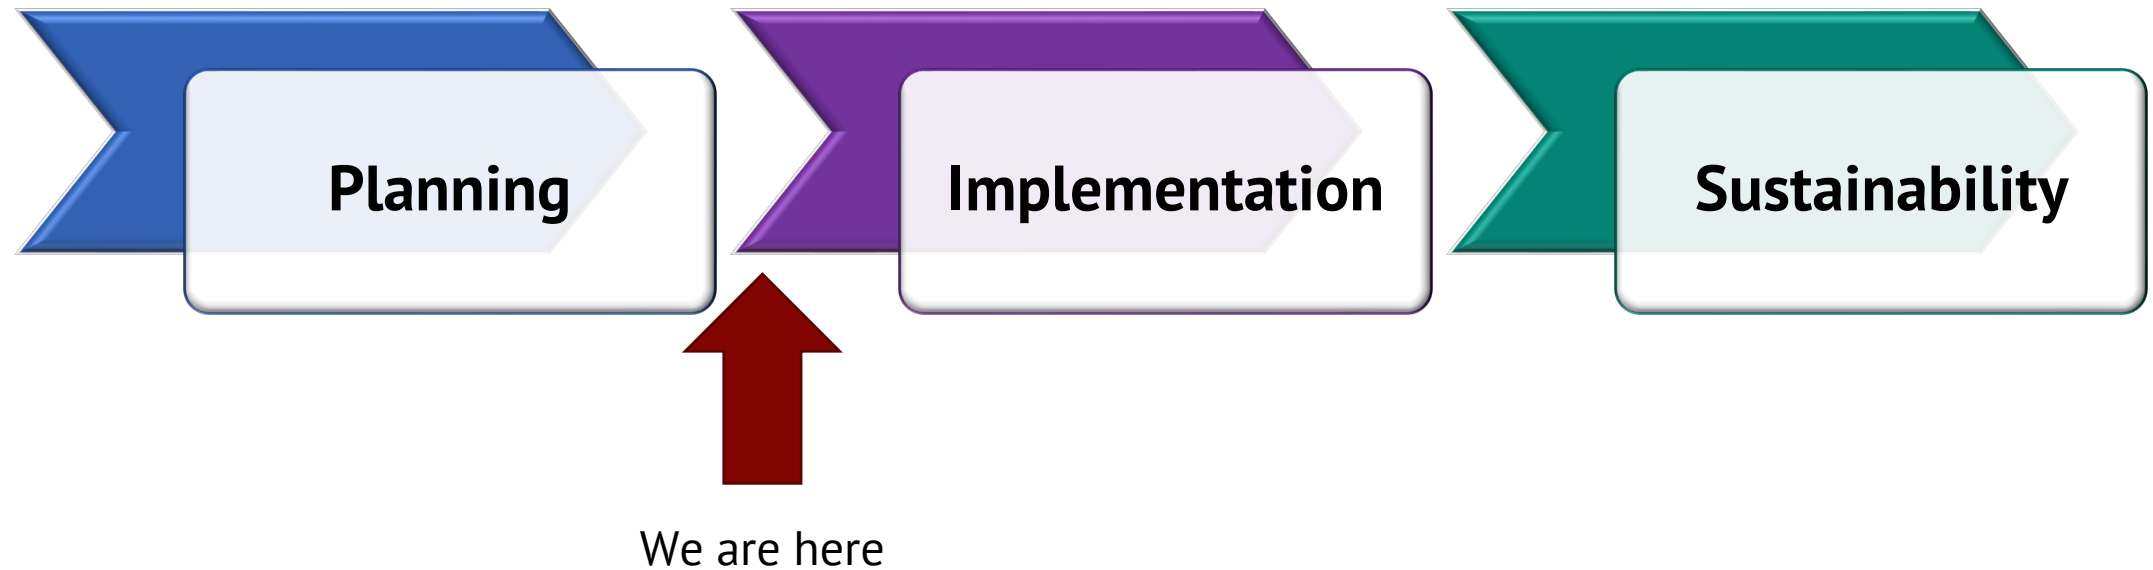 Planning
Implementation
Sustainability
We are here